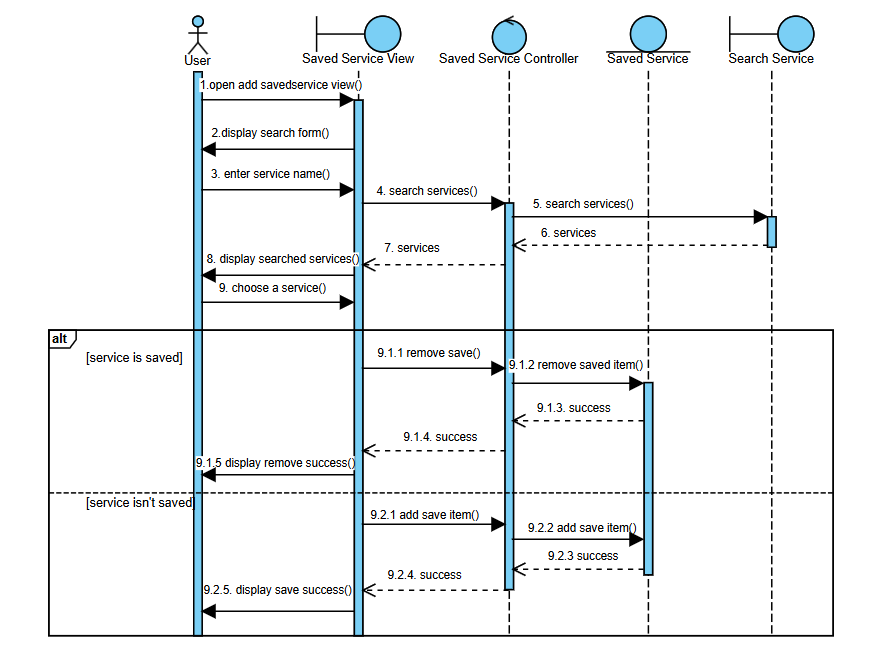 User
Saved Service View
Saved Service Controller
Saved Service
Search Service
1.open add savedservice view()
2.display search form()
3. enter service name()
4. search services()
5. search services()
6. services
7. services
8. display searched services()
9. choose a service()
alt
[service is saved]
9.1.1 remove save()
9.1.2 remove saved item()
9.1.3. success
9.1.4. success
9.1.5 display remove success()
[service isn't saved]
9.2.1 add save item()
9.2.2 add save item()
9.2.3 success
9.2.4. success
9.2.5. display save success()